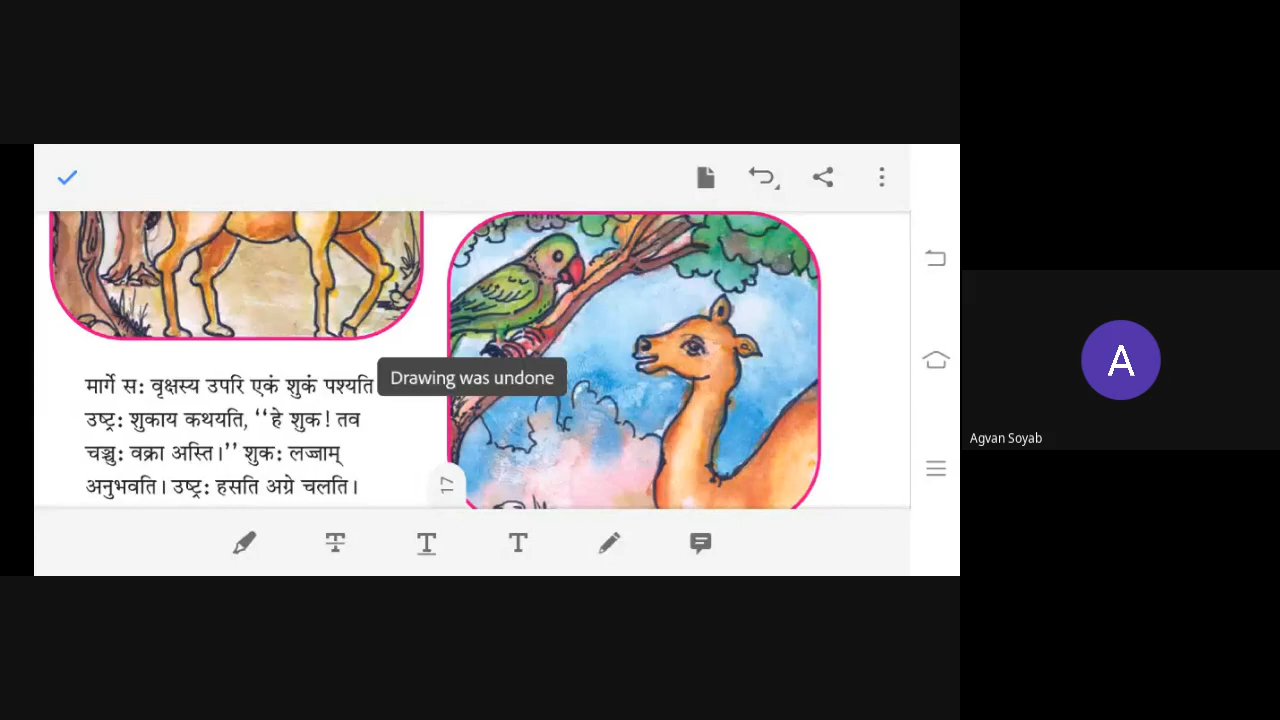 Drawing was undone
मार्गे सः वृक्षस्य उपरि एकं शुकं पश्यति
उष्ट्रः शुकाय कथयति, “हे शुक! तव
चञ्चुः वक्रा अस्ति।” शुकः लज्जाम्
अनुभवति। उष्ट्रः हसति अग्रे चलति।
17
T
T
T
A
Agvan Soyab